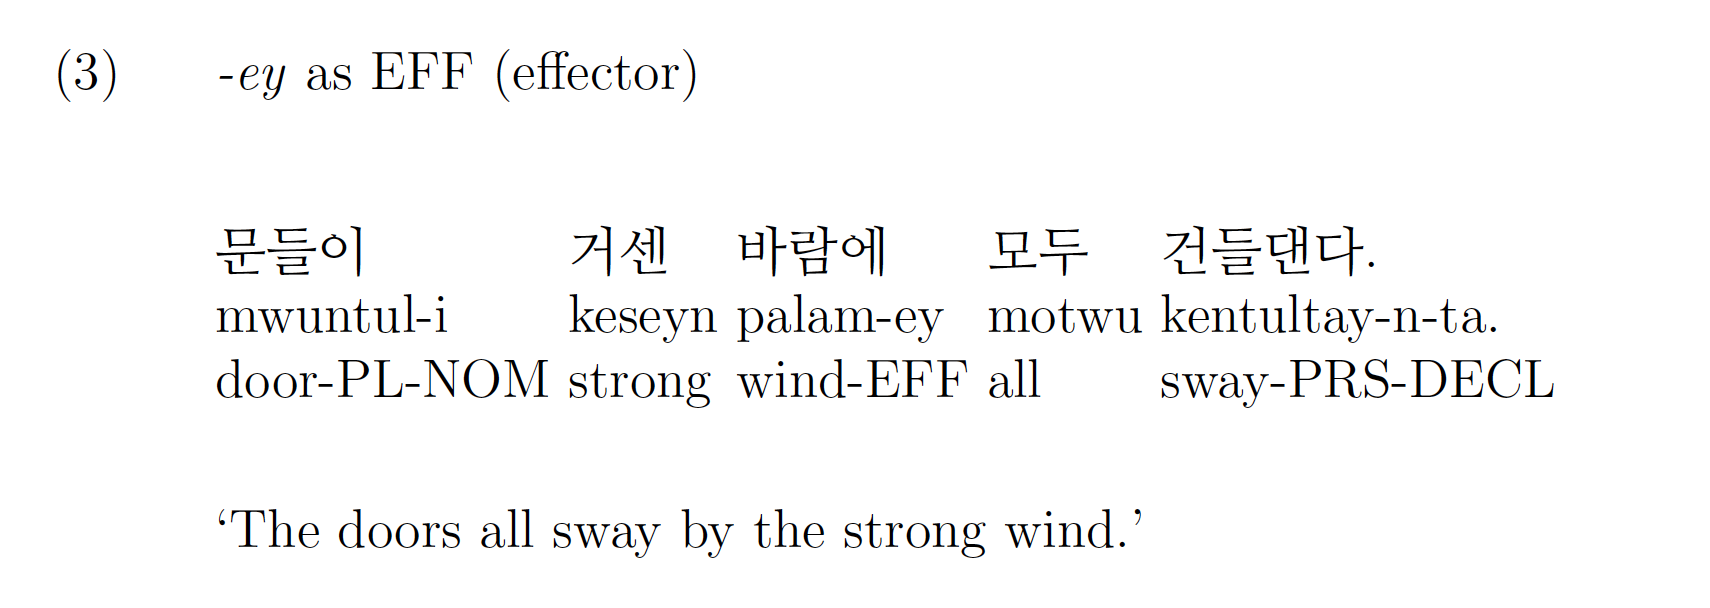 (3) -ey as EFF (effector)
문들이 거센 바람에 모두 건들댄다.
mwuntul-i keseyn palam-ey motwu kentultay-n-ta.
door-PL-NOM strong wind-EFF all sway-PRS-DECL
‘The doors all sway by the strong wind.’